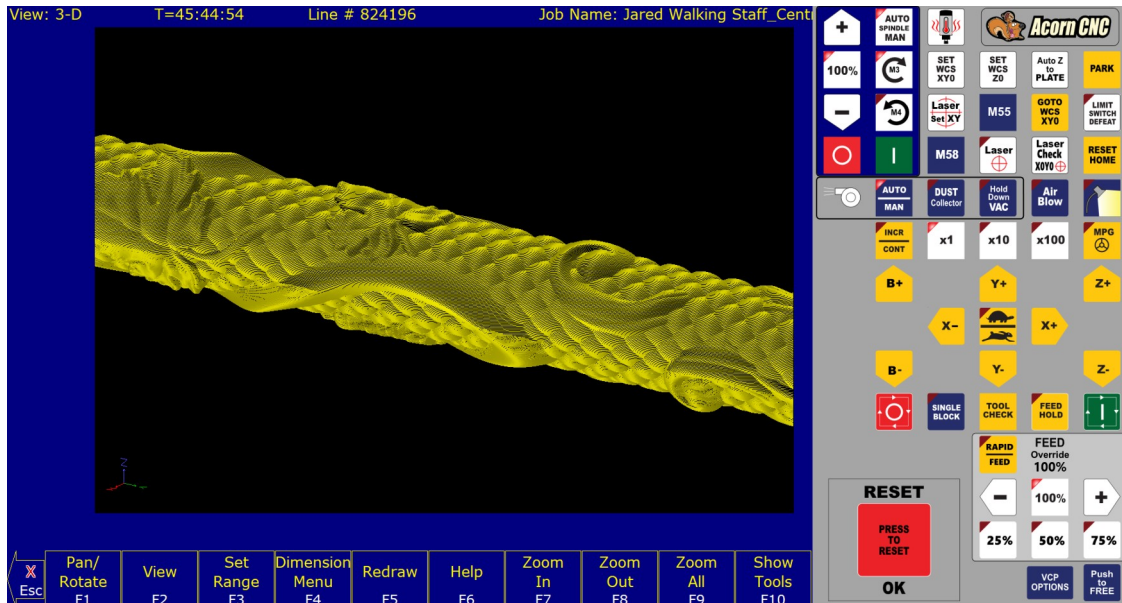 View: 3-D T=45:44:54 Line # 824196 Job Name: Jared Walking Staff_Centr
Z
X
Esc
Pan/
Rotate
F1
View
F2
Set
Range
F3
Dimension
Menu
F4
Redraw
F5
Help
F6
Zoom
In
F7
Zoom
Out
F8
Zoom
All
F9
Show
Tools
F10
+
AUTO
SPINDLE
MAN
Acorn CNC
100%
M3
SET
WCS
XY0
SET
WCS
Z0
Auto Z
to
PLATE
PARK
−
M4
Laser
Set XY
M55
GOTO
WCS
XY0
LIMIT
SWITCH
DEFEAT
M58
Laser
Laser
Check
X0Y0
RESET
HOME
AUTO
MAN
DUST
Collector
Hold
Down
VAC
Air
Blow
INCR
CONT
x1
x10
x100
MPG
B+
Y+
Z+
X−
X+
B-
Y-
Z-
SINGLE
BLOCK
TOOL
CHECK
FEED
HOLD
RAPID
FEED
FEED
Override
100%
−
100%
+
25%
50%
75%
RESET
PRESS
TO
RESET
OK
VCP
OPTIONS
Push
to
FREE